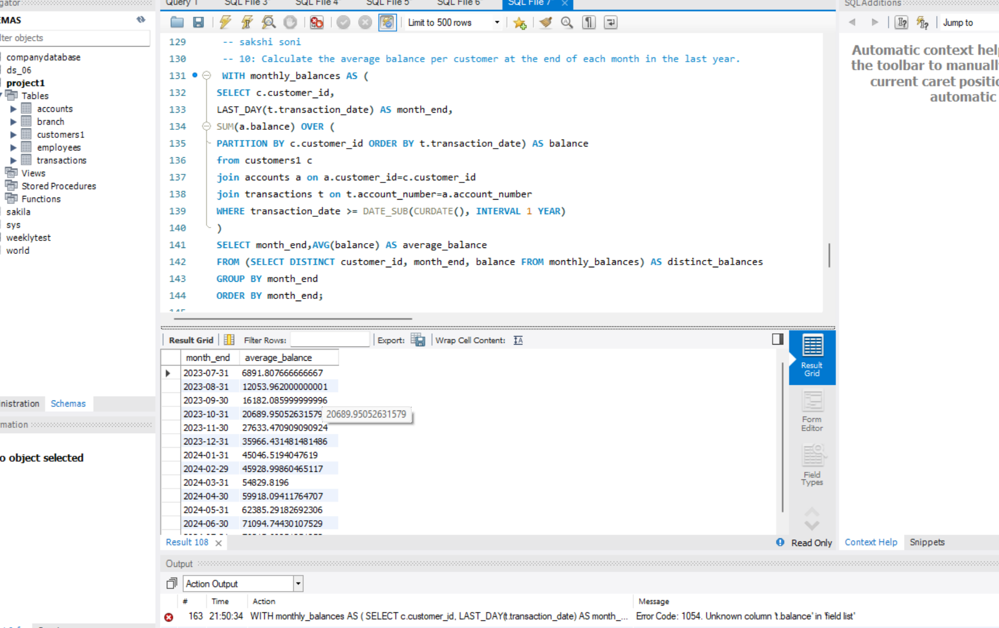 Query 1 SQL File 3* SQL File 4* SQL File 5* SQL File 6* SQL File 7*
SQLAdditions
Limit to 500 rows
Jump to
129 -- sakshi soni
130 -- 10: Calculate the average balance per customer at the end of each month in the last year.
131 WITH monthly_balances AS (
132 SELECT c.customer_id,
133 LAST_DAY(t.transaction_date) AS month_end,
134 SUM(a.balance) OVER (
135 PARTITION BY c.customer_id ORDER BY t.transaction_date) AS balance
136 from customers1 c
137 join accounts a on a.customer_id=c.customer_id
138 join transactions t on t.account_number=a.account_number
139 WHERE transaction_date >= DATE_SUB(CURDATE(), INTERVAL 1 YEAR)
140 )
141 SELECT month_end,AVG(balance) AS average_balance
142 FROM (SELECT DISTINCT customer_id, month_end, balance FROM monthly_balances) AS distinct_balances
143 GROUP BY month_end
144 ORDER BY month_end;
gator
EMAS
lter objects
companydatabase
ds_06
project1
Tables
accounts
branch
customers1
employees
transactions
Views
Stored Procedures
Functions
sakila
sys
weeklytest
world
inistration Schemas
mation
o object selected
Automatic context help
the toolbar to manuall
current caret positio
automatic
Result Grid Filter Rows: Export: Wrap Cell Content:
month_end average_balance
2023-07-31 6891.807666666667
2023-08-31 12053.962000000001
2023-09-30 16182.085999999996
2023-10-31 20689.95052631579 20689.95052631579
2023-11-30 27633.470909090924
2023-12-31 35966.431481481486
2024-01-31 45046.5194047619
2024-02-29 45928.99860465117
2024-03-31 54829.8196
2024-04-30 59918.09411764707
2024-05-31 62385.29182692306
2024-06-30 71094.74430107529
Result
Grid
Form
Editor
Field
Types
Result 108
Read Only
Context Help Snippets
Output
Action Output
# Time Action Message
163 21:50:34 WITH monthly_balances AS ( SELECT c.customer_id, LAST_DAY(t.transaction_date) AS month_... Error Code: 1054. Unknown column 't.balance' in 'field list'